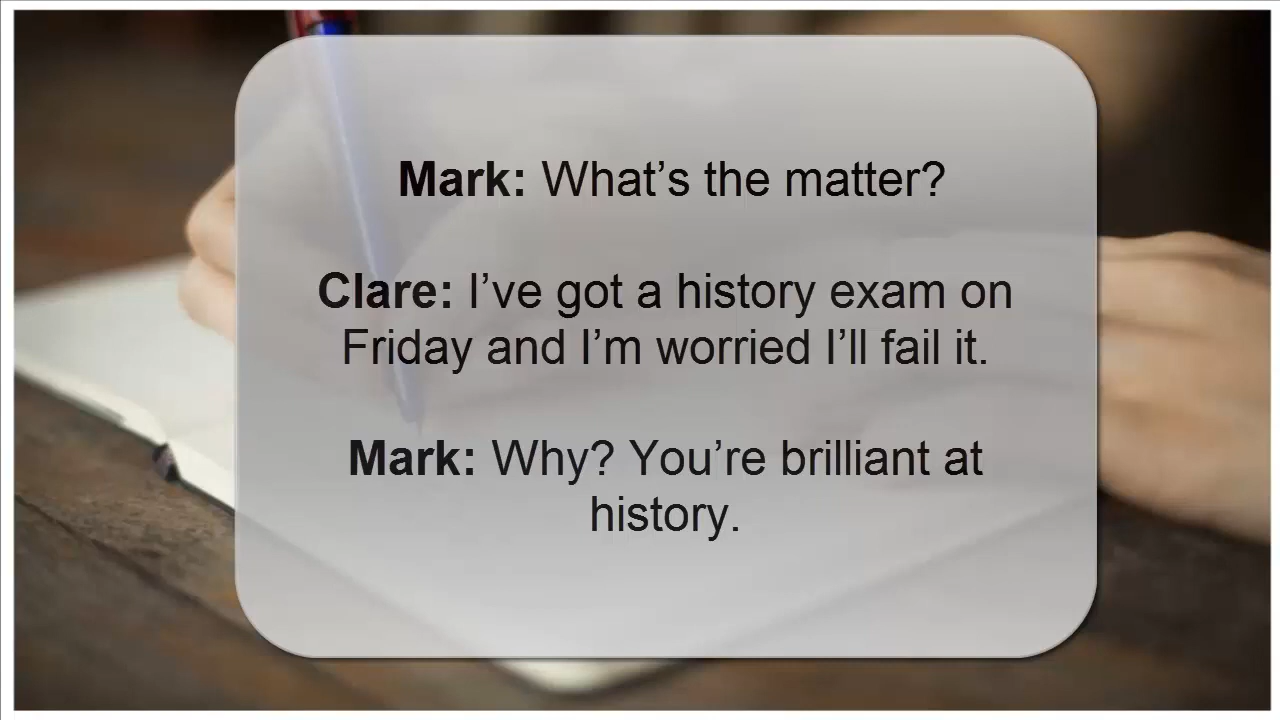 Mark: What’s the matter?
Clare: I’ve got a history exam on
Friday and I’m worried I’ll fail it.
Mark: Why? You’re brilliant at
history.